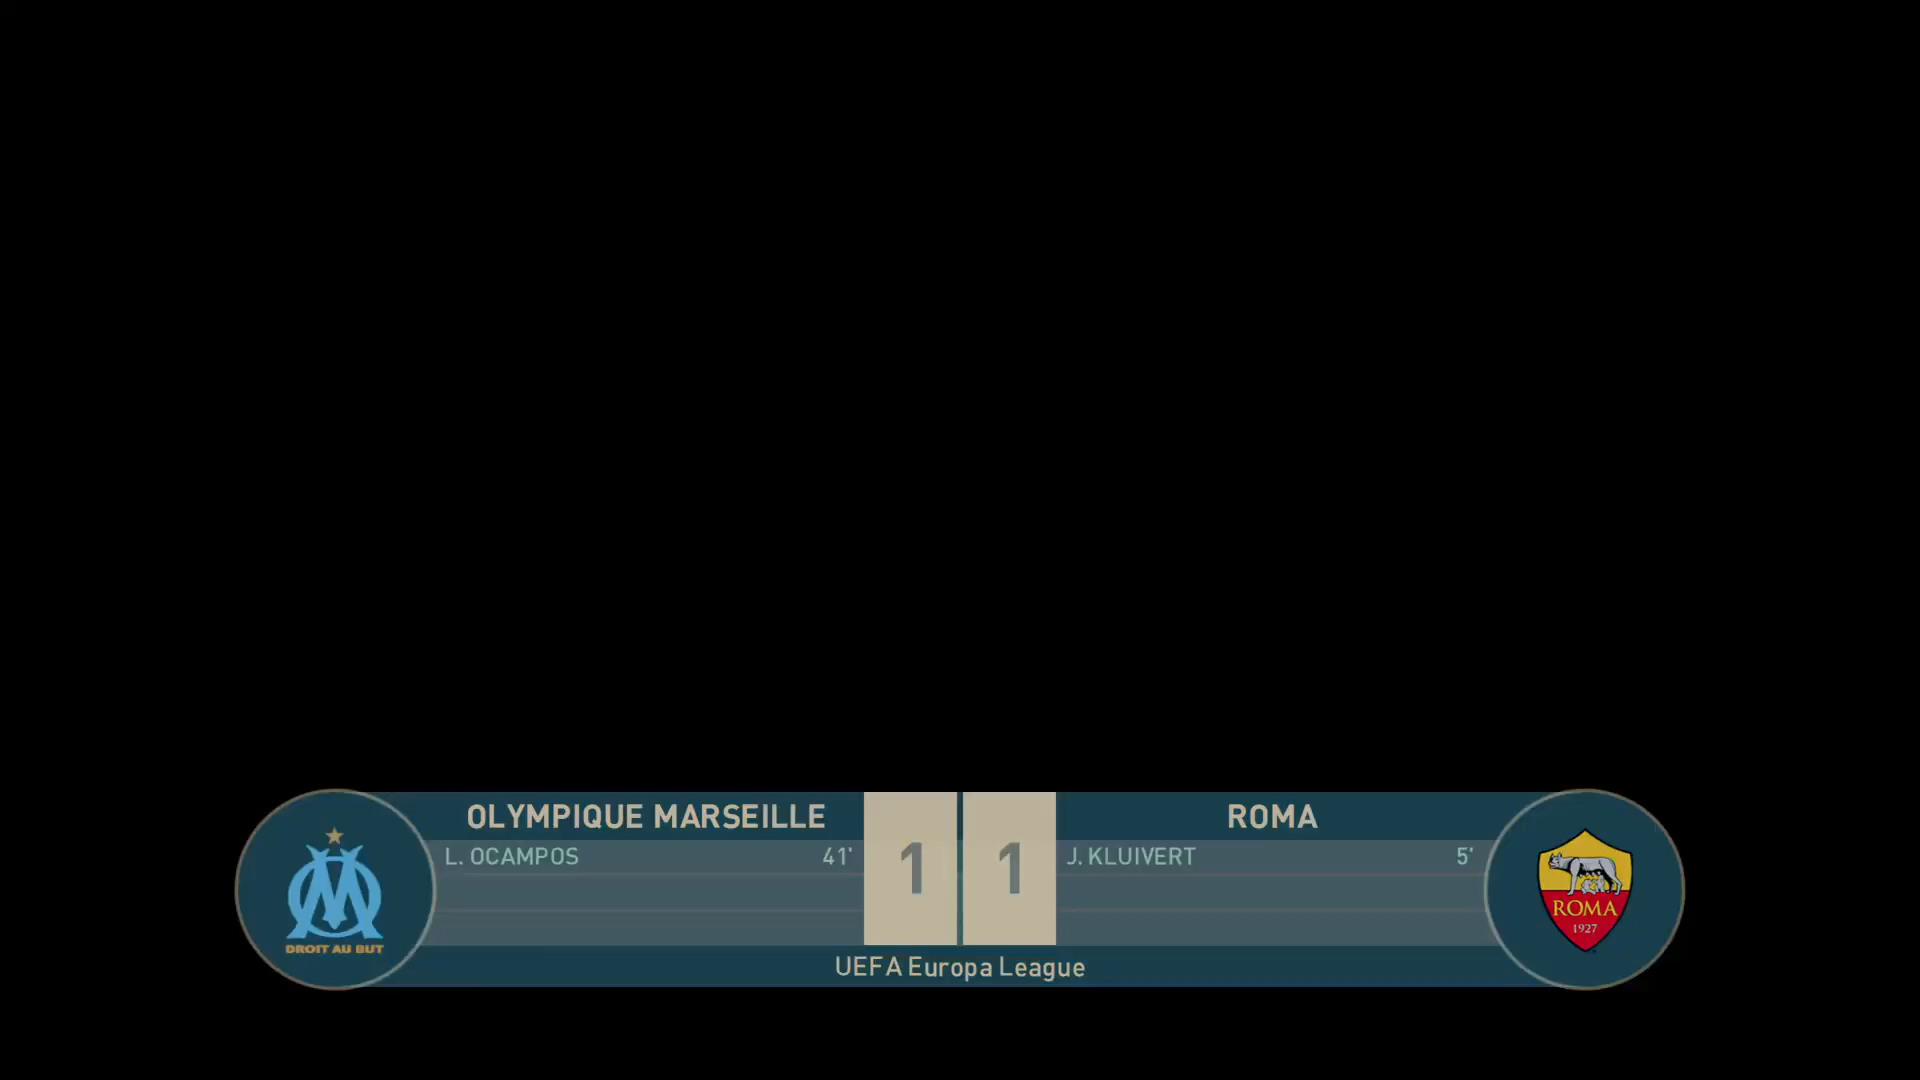 OLYMPIQUE MARSEILLE 1 1 ROMA
L. OCAMPOS 41' J. KLUIVERT 5'
DROIT AU BUT
ROMA
1927
UEFA Europa League